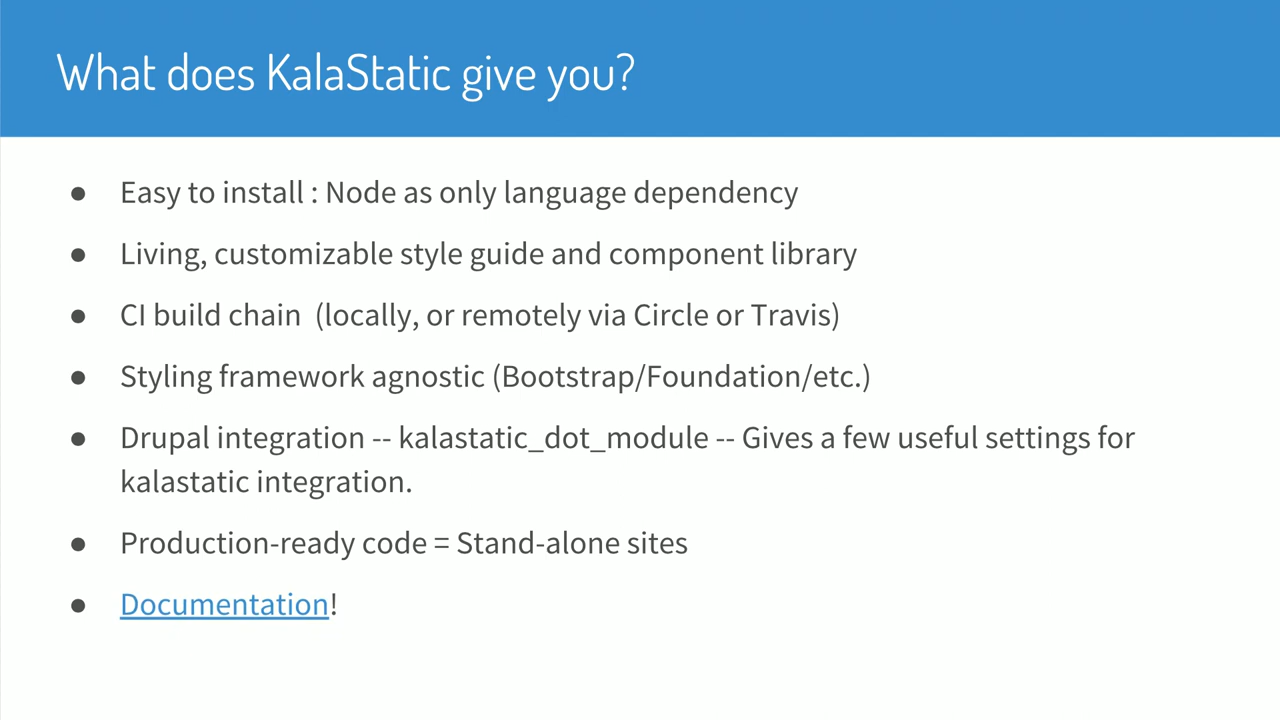 What does KalaStatic give you?
● Easy to install : Node as only language dependency
● Living, customizable style guide and component library
● CI build chain  (locally, or remotely via Circle or Travis)
● Styling framework agnostic (Bootstrap/Foundation/etc.)
● Drupal integration -- kalastatic_dot_module -- Gives a few useful settings for
kalastatic integration.
● Production-ready code = Stand-alone sites
● Documentation!